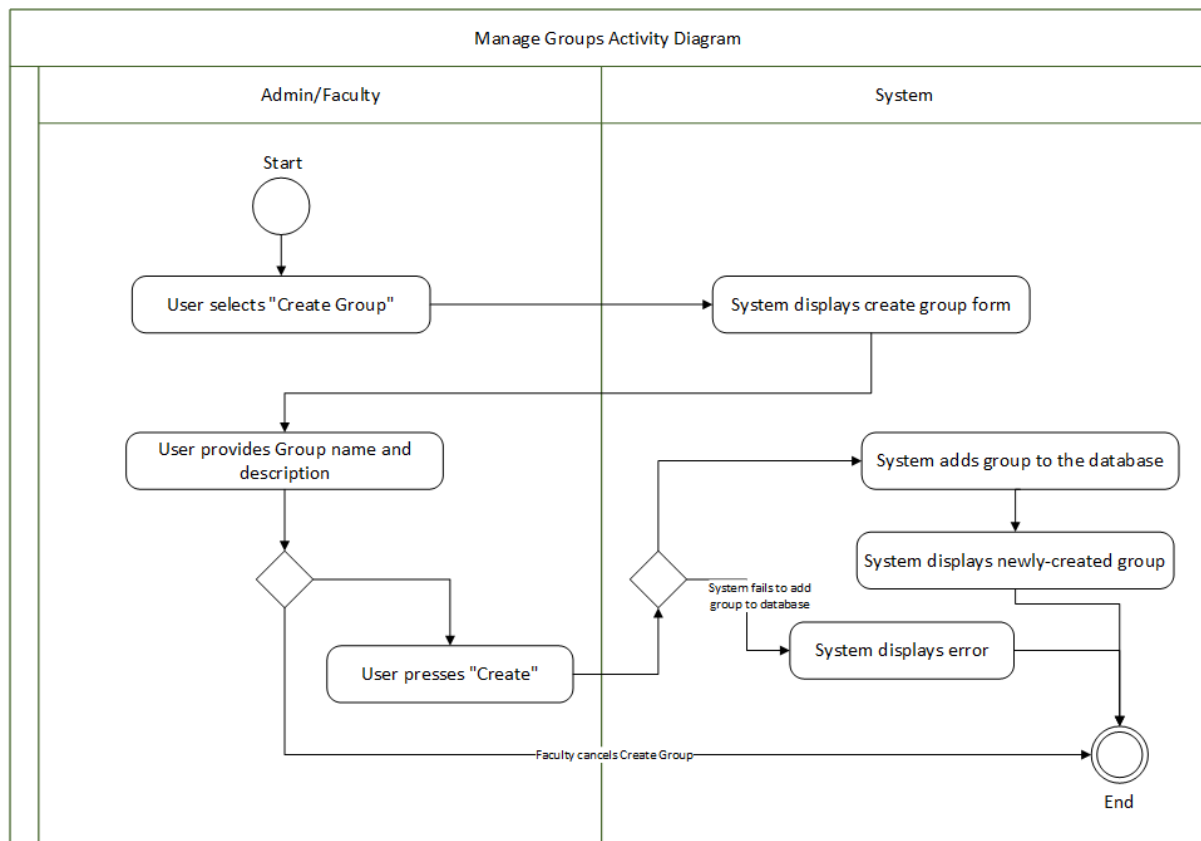 Manage Groups Activity Diagram
Admin/Faculty
System
Start
User selects "Create Group"
System displays create group form
User provides Group name and
description
System adds group to the database
System displays newly-created group
System fails to add
group to database
User presses "Create"
System displays error
Faculty cancels Create Group
End